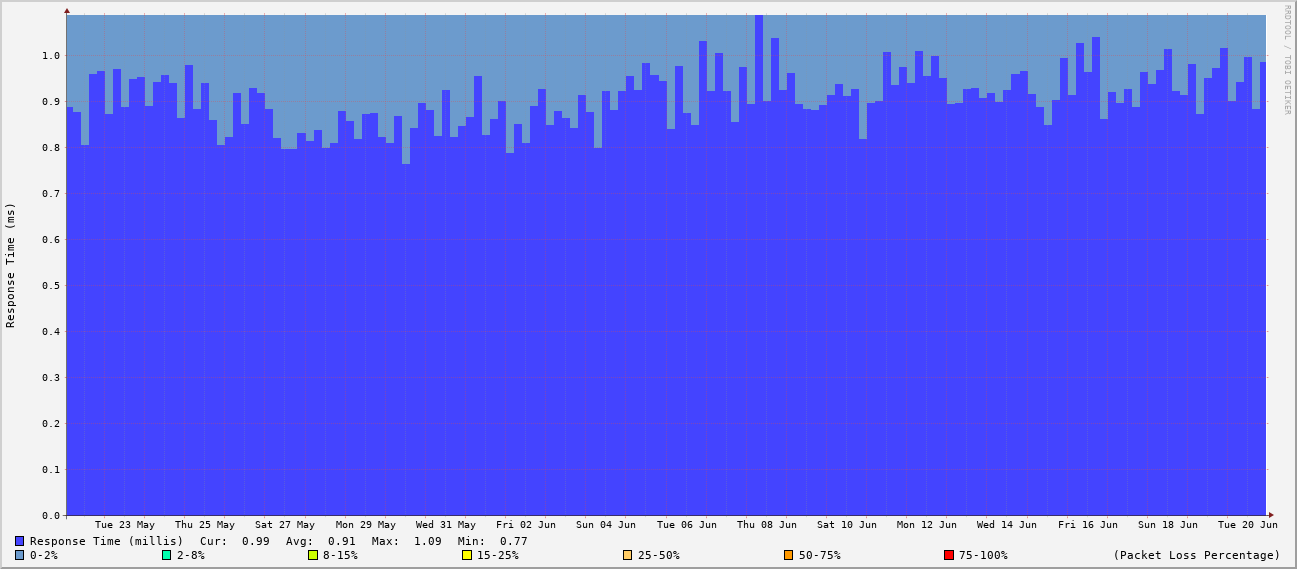 RRDTOOL / TOBI OETIKER
Response Time (ms)
1.0
0.9
0.8
0.7
0.6
0.5
0.4
0.3
0.2
0.1
0.0
Tue 23 May Thu 25 May Sat 27 May Mon 29 May Wed 31 May Fri 02 Jun Sun 04 Jun Tue 06 Jun Thu 08 Jun Sat 10 Jun Mon 12 Jun Wed 14 Jun Fri 16 Jun Sun 18 Jun Tue 20 Jun
Response Time (millis) Cur: 0.99 Avg: 0.91 Max: 1.09 Min: 0.77
0-2% 2-8% 8-15% 15-25% 25-50% 50-75% 75-100% (Packet Loss Percentage)